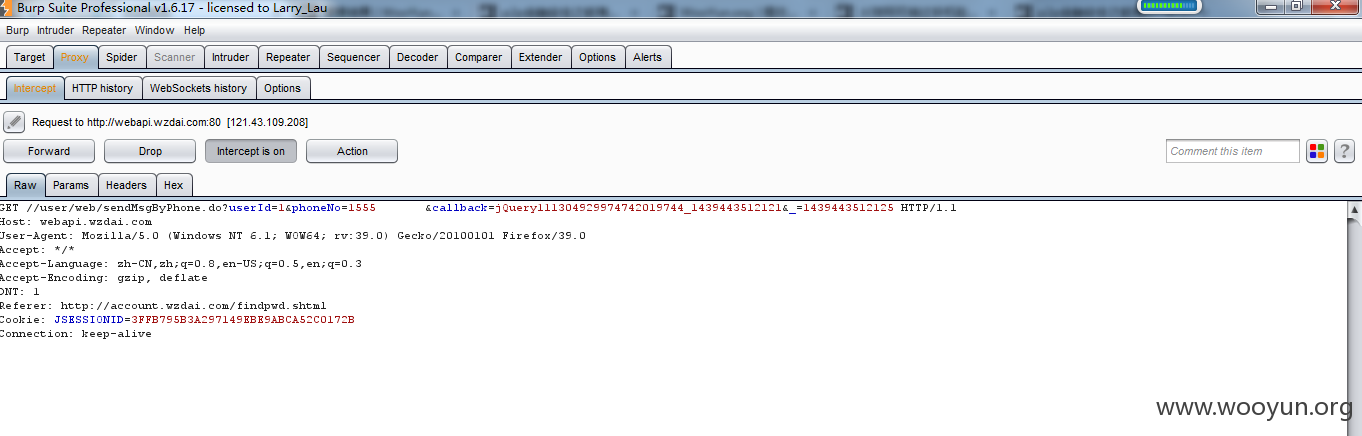 Burp Suite Professional v1.6.17 - licensed to Larry_Lau
Burp Intruder Repeater Window Help
Target Proxy Spider Scanner Intruder Repeater Sequencer Decoder Comparer Extender Options Alerts
Intercept HTTP history WebSockets history Options
Request to http://webapi.wzdai.com:80 [121.43.109.208]
Forward Drop Intercept is on Action Comment this item ?
Raw Params Headers Hex
GET //user/web/sendMsgByPhone.do?userId=1&phoneNo=1555 &callback=jQuery111304929974742019744_1439443512121&_=1439443512125 HTTP/1.1
Host: webapi.wzdai.com
User-Agent: Mozilla/5.0 (Windows NT 6.1; WOW64; rv:39.0) Gecko/20100101 Firefox/39.0
Accept: */*
Accept-Language: zh-CN,zh;q=0.8,en-US;q=0.5,en;q=0.3
Accept-Encoding: gzip, deflate
DNT: 1
Referer: http://account.wzdai.com/findpwd.shtml
Cookie: JSESSIONID=3FFB795B3A297149EBE9ABCA52C0172B
Connection: keep-alive
www.wooyun.org